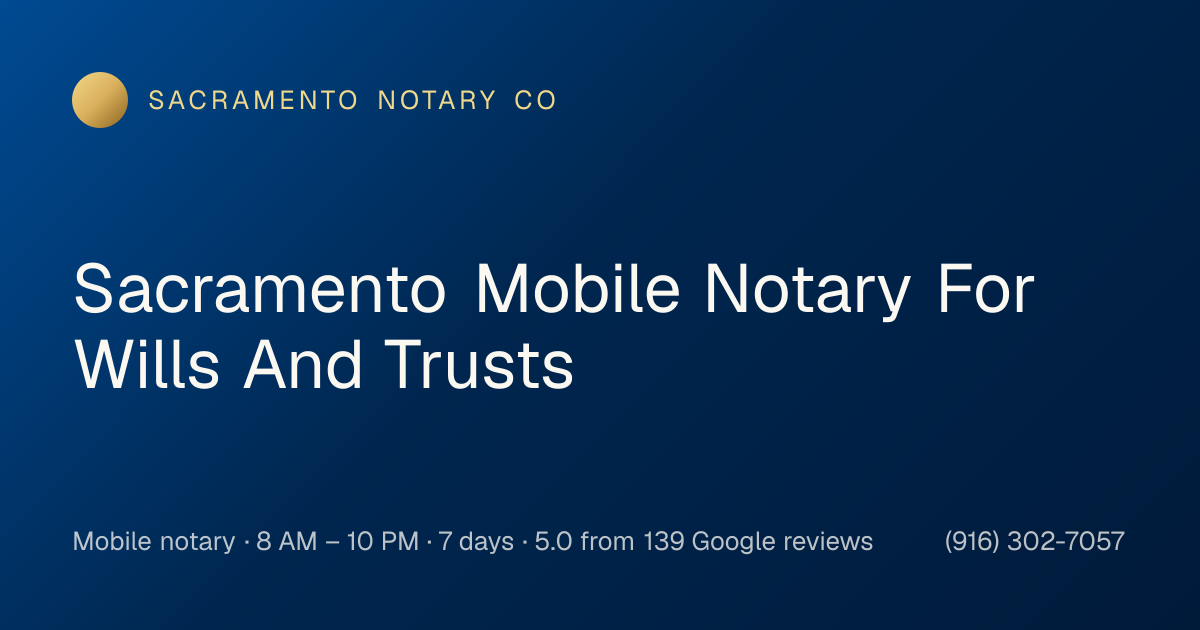 SACRAMENTO NOTARY CO
Sacramento Mobile Notary For
Wills And Trusts
Mobile notary · 8 AM – 10 PM · 7 days · 5.0 from 139 Google reviews
(916) 302-7057